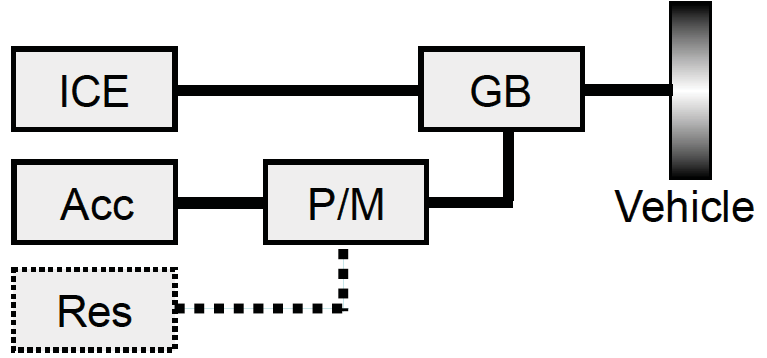 ICE
GB
Acc
P/M
Vehicle
Res